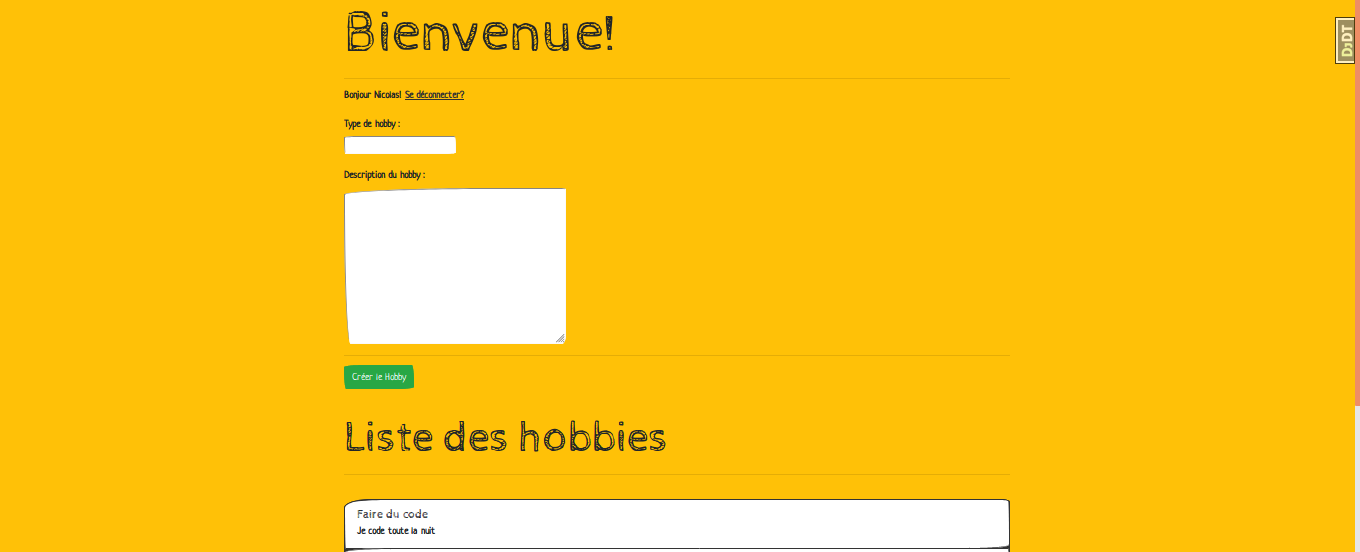 Bienvenue!
DjDT
Bonjour Nicolas! Se déconnecter?
Type de hobby :
Description du hobby :
Créer le Hobby
Liste des hobbies
Faire du code
Je code toute la nuit